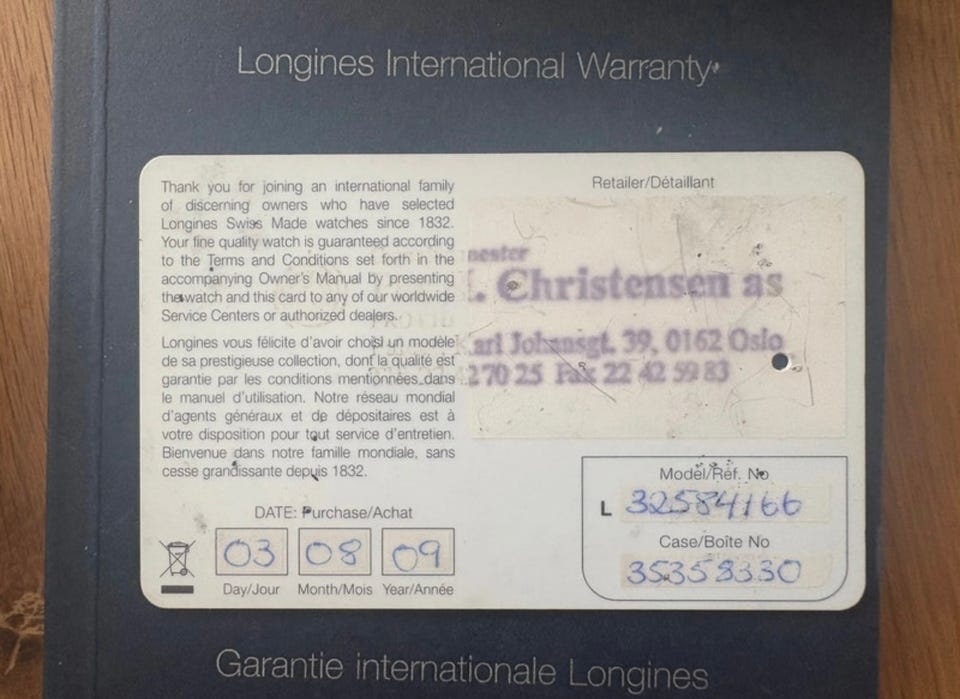 Longines International Warranty
Thank you for joining an international family
of discerning owners who have selected
Longines Swiss Made watches since 1832.
Your fine quality watch is guaranteed according
to the Terms and Conditions set forth in the
accompanying Owner's Manual by presenting
the watch and this card to any of our worldwide
Service Centers or authorized dealers.
Longines vous félicite d'avoir choisi un modèle
de sa prestigieuse collection, dont la qualité est
garantie par les conditions mentionnées dans
le manuel d'utilisation. Notre réseau mondial
d'agents généraux et de dépositaires est à
votre disposition pour tout service d'entretien.
Bienvenue dans notre famille mondiale, sans
cesse grandissante depuis 1832.
DATE: Purchase/Achat
03 08 09
Day/Jour Month/Mois Year/Année
Retailer/Détaillant
mester
. Christensen as
Karl Johansgt. 39, 0162 Oslo
2 70 25 Fax 22 42 59 83
Model/Réf. No
L 32584166
Case/Boîte No
35358330
Garantie internationale Longines